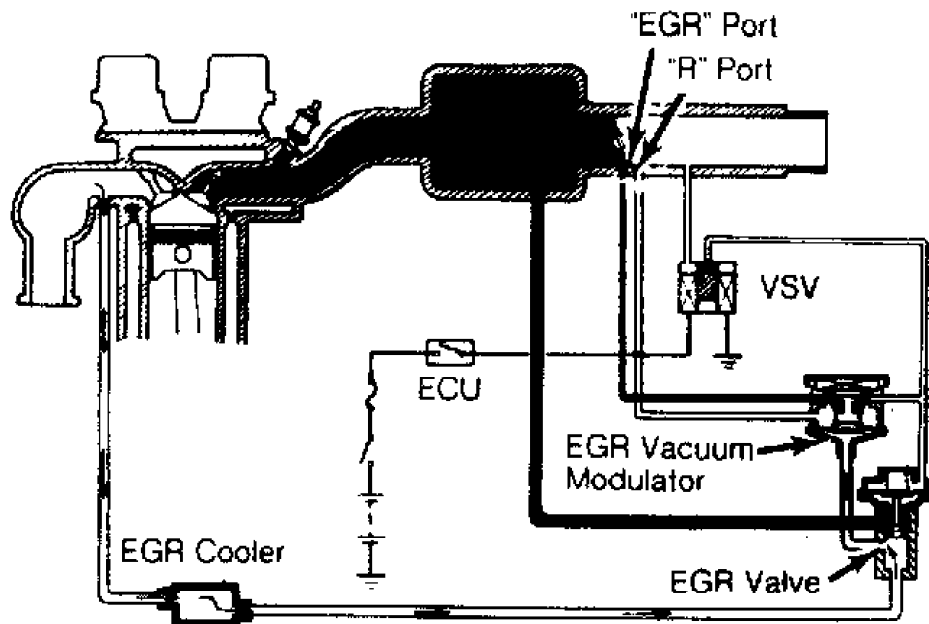 "EGR" Port
"R" Port
VSV
ECU
EGR Vacuum
Modulator
EGR Cooler
EGR Valve